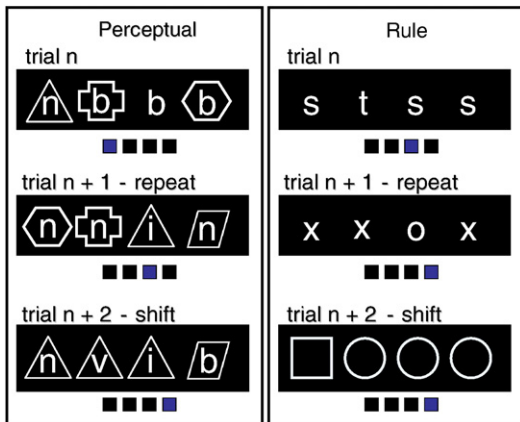 Perceptual
trial n
n b b b
trial n + 1 - repeat
n n i n
trial n + 2 - shift
n v i b
Rule
trial n
s t s s
trial n + 1 - repeat
x x o x
trial n + 2 - shift